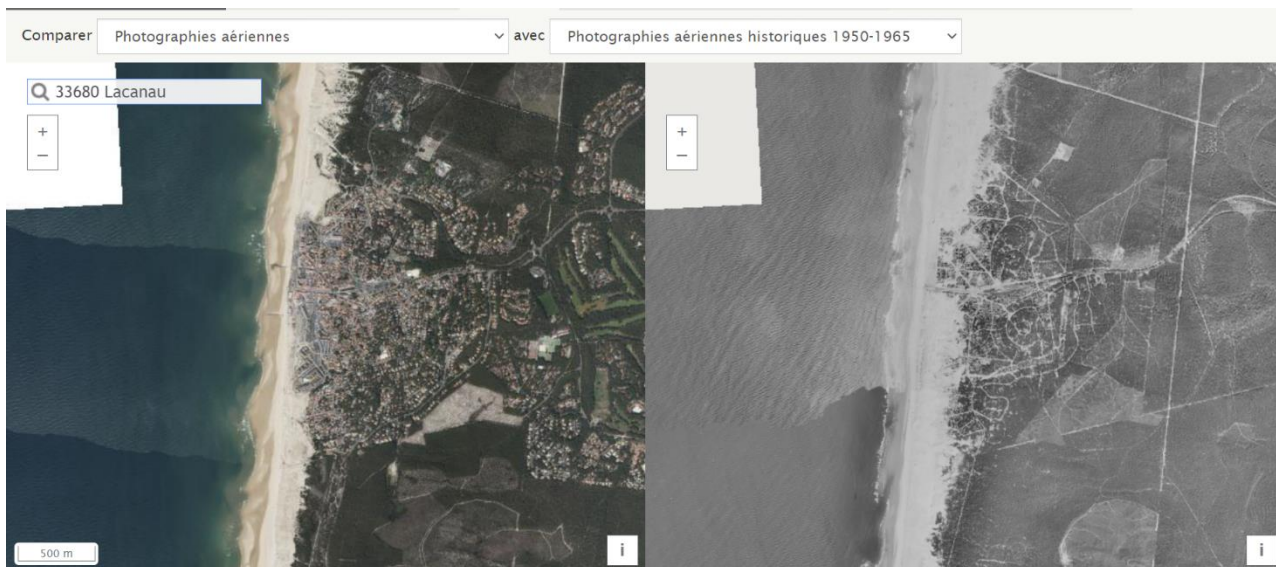 Comparer Photographies aériennes avec Photographies aériennes historiques 1950-1965
33680 Lacanau
+
−
+
−
500 m
i
i